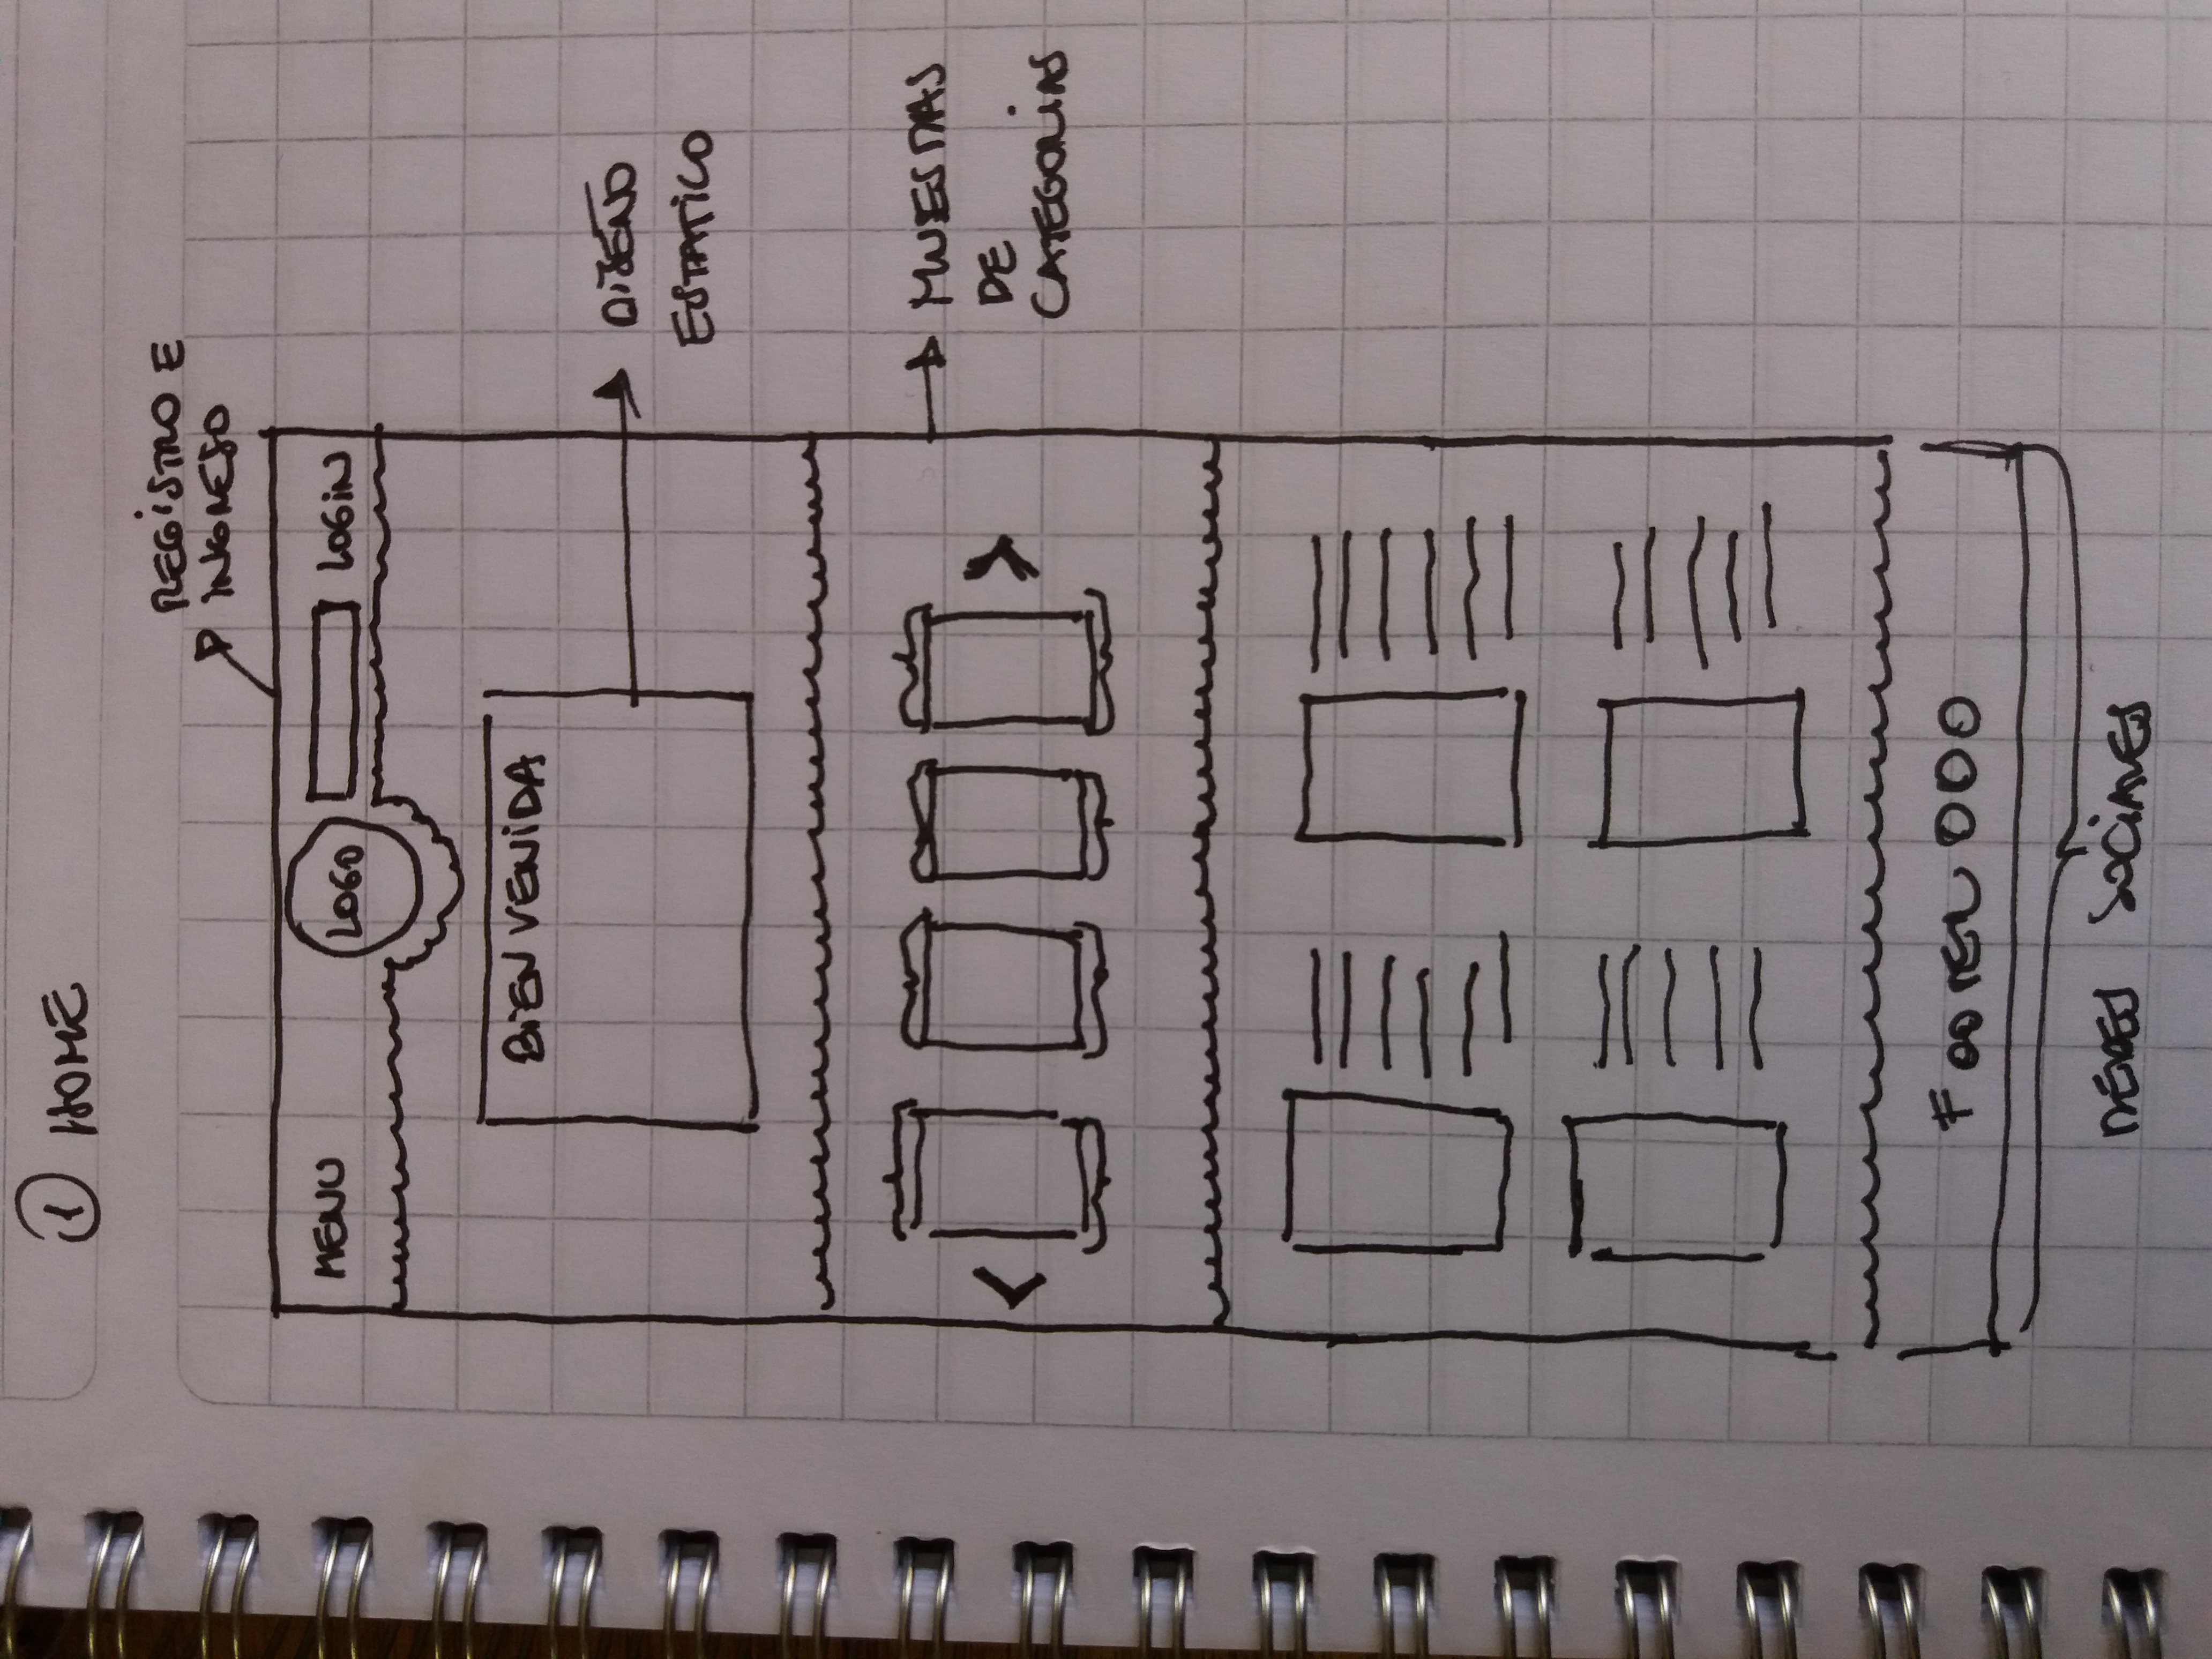 1 HOME
REGISTRO E
INGRESO
MENU LOGO LOGIN
BIENVENIDA
DISEÑO
ESTATICO
MUESTRAS
DE
CATEGORIAS
FOOTER
REDES SOCIALES